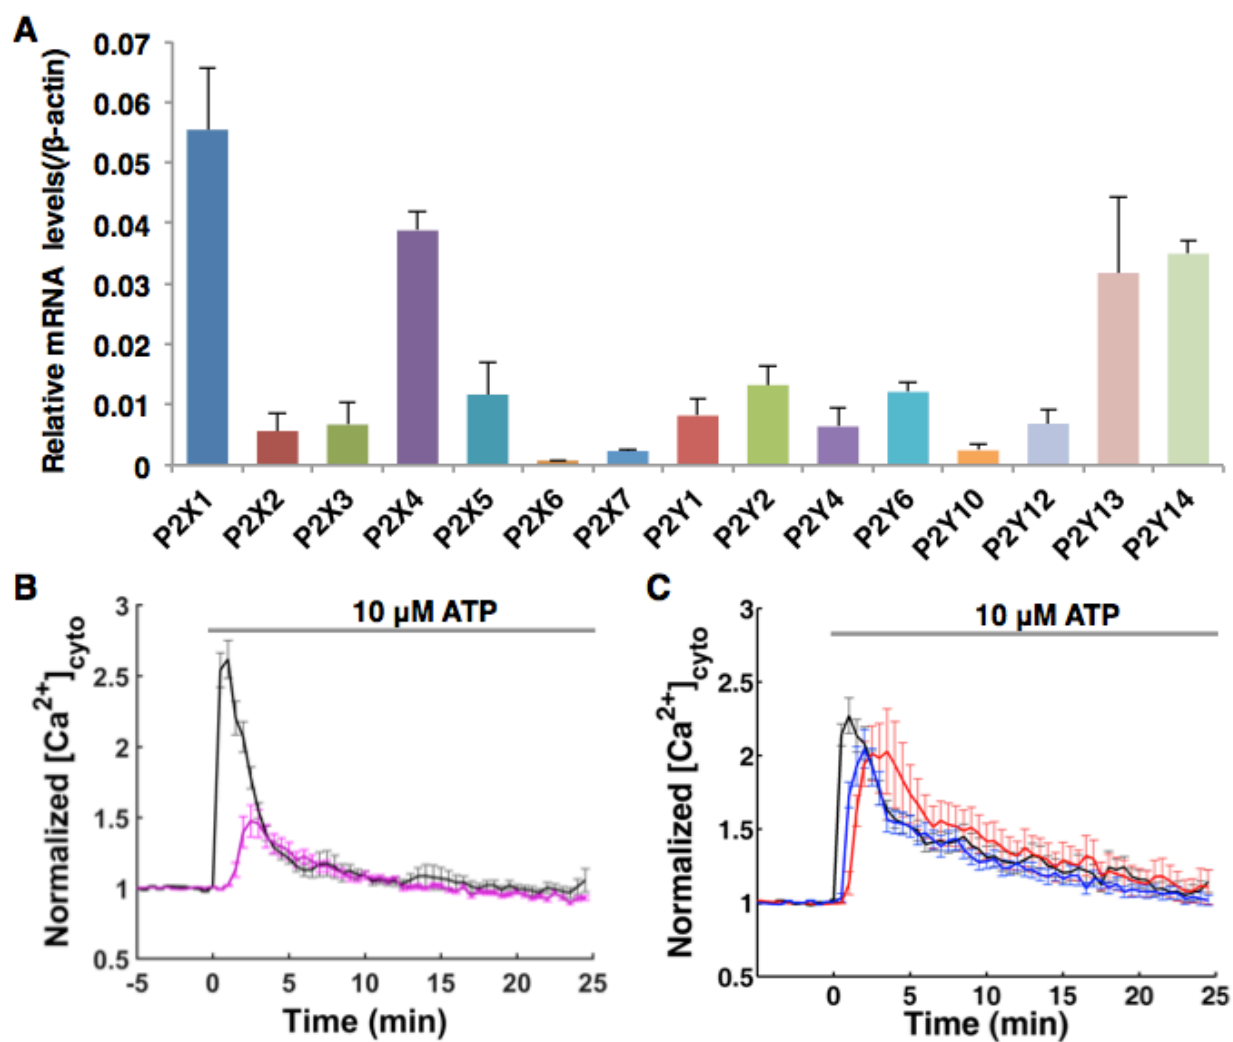 A
Relative mRNA levels(/β-actin)
0.07
0.06
0.05
0.04
0.03
0.02
0.01
0
P2X1 P2X2 P2X3 P2X4 P2X5 P2X6 P2X7 P2Y1 P2Y2 P2Y4 P2Y6 P2Y10 P2Y12 P2Y13 P2Y14
B
10 µM ATP
Normalized [Ca2+]cyto
3
2.5
2
1.5
1
0.5
-5 0 5 10 15 20 25
Time (min)
C
10 µM ATP
Normalized [Ca2+]cyto
3
2.5
2
1.5
1
0.5
0 5 10 15 20 25
Time (min)